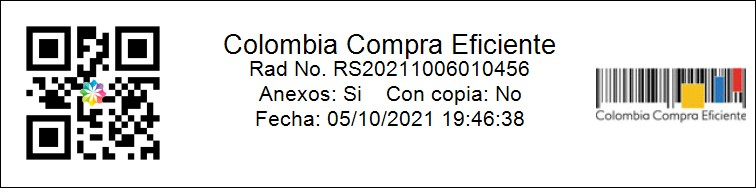 Colombia Compra Eficiente
Rad No. RS20211006010456
Anexos: Si Con copia: No
Fecha: 05/10/2021 19:46:38
Colombia Compra Eficiente